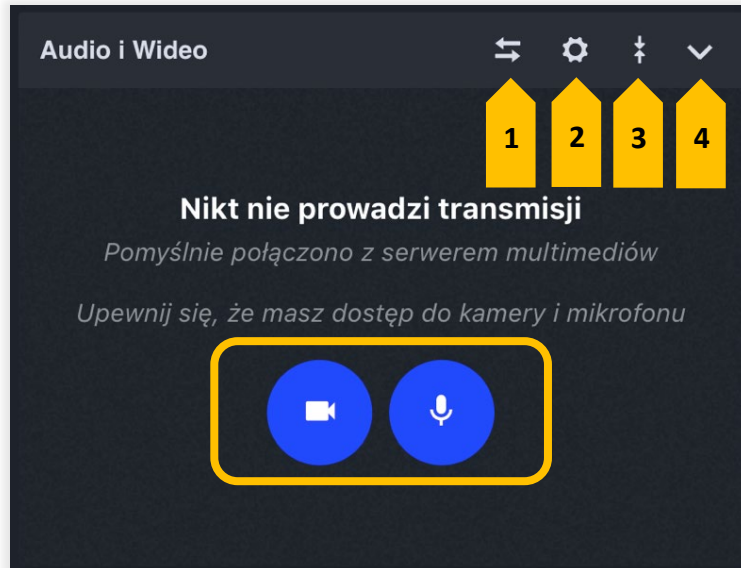 Audio i Wideo
1 2 3 4
Nikt nie prowadzi transmisji
Pomyślnie połączono z serwerem multimediów
Upewnij się, że masz dostęp do kamery i mikrofonu